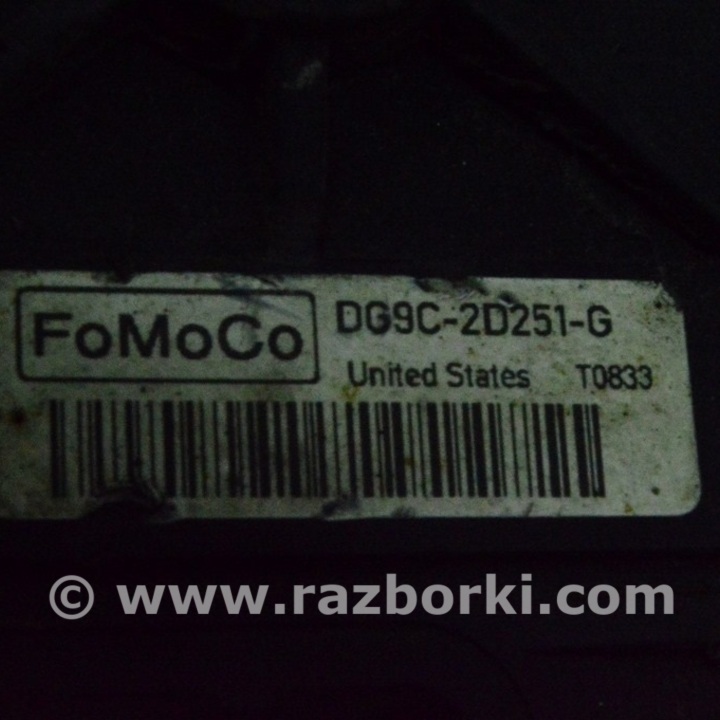 FoMoCo
DG9C-2D251-G
United States T0833
© www.razborki.com